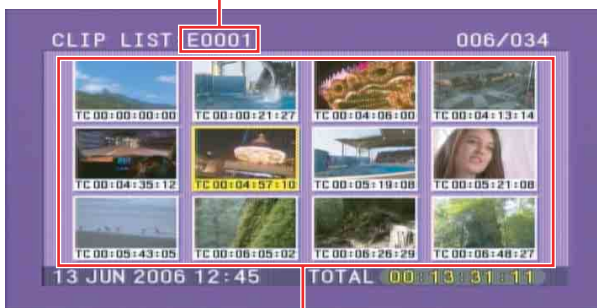 CLIP LIST E0001 006/034
TC 00:00:00:00 TC 00:00:21:27 TC 00:04:06:00 TC 00:04:13:14
TC 00:04:35:12 TC 00:04:57:10 TC 00:05:19:08 TC 00:05:21:08
TC 00:05:43:05 TC 00:06:05:02 TC 00:06:26:29 TC 00:06:48:27
13 JUN 2006 12:45 TOTAL 00:13:31:11